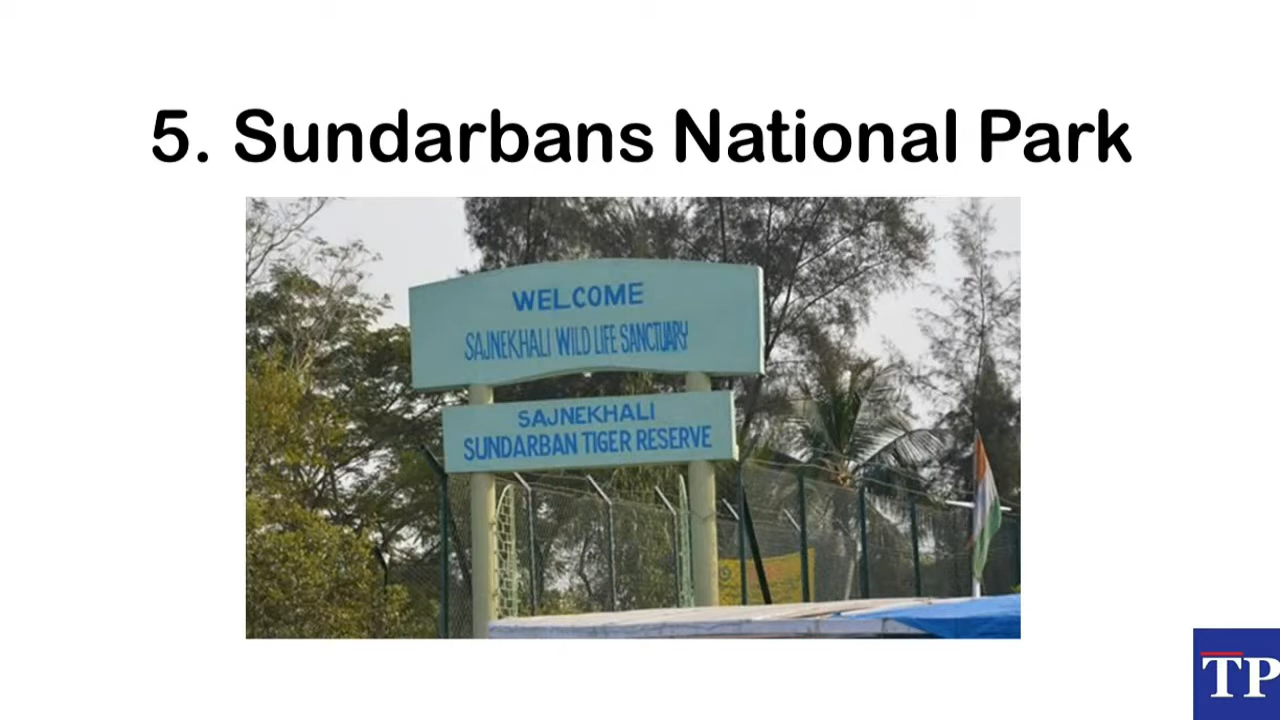 5. Sundarbans National Park
WELCOME
SAJNEKHALI WILD LIFE SANCTUARY
SAJNEKHALI
SUNDARBAN TIGER RESERVE
TP